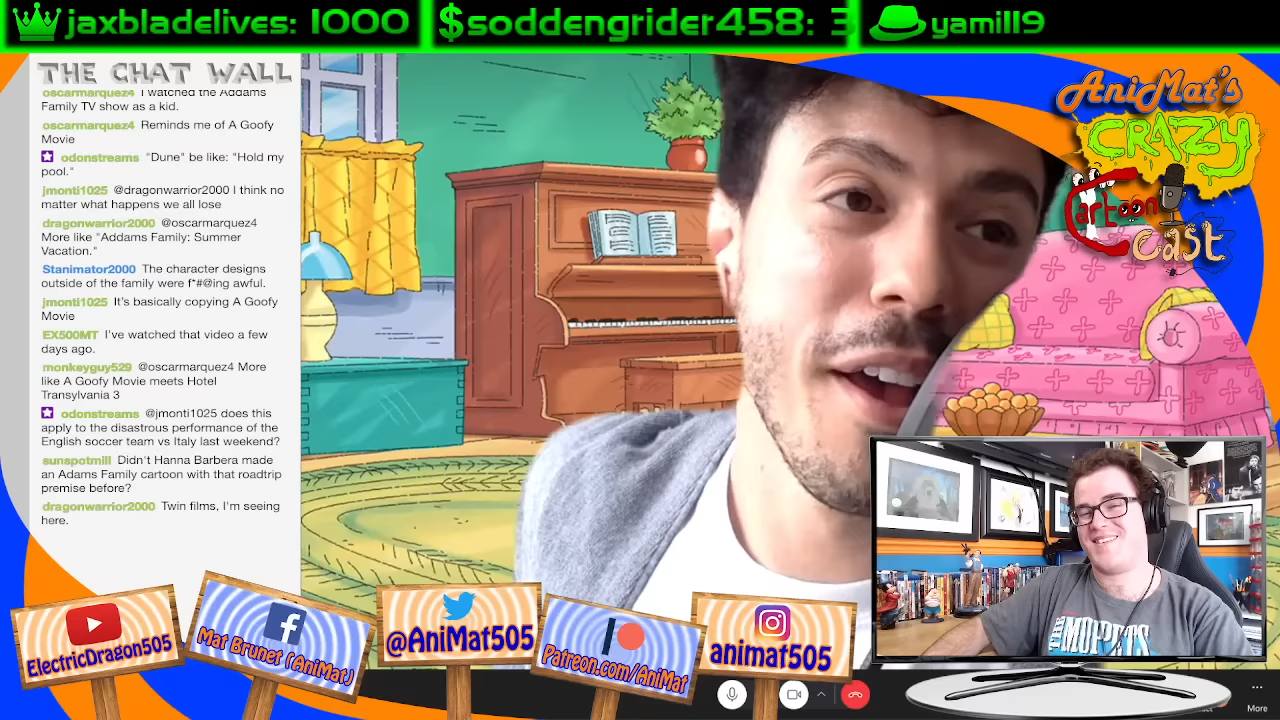 jaxbladelives: 1000
$soddengrider458: 3
yamill9
THE CHAT WALL
oscarmarquez4 I watched the Addams
Family TV show as a kid.
oscarmarquez4 Reminds me of A Goofy
Movie
odonstreams "Dune" be like: "Hold my
pool."
jmonti1025 @dragonwarrior2000 I think no
matter what happens we all lose
dragonwarrior2000 @oscarmarquez4
More like "Addams Family: Summer
Vacation."
Stanimator2000 The character designs
outside of the family were f*#@ing awful.
jmonti1025 It's basically copying A Goofy
Movie
EX500MT I've watched that video a few
days ago.
monkeyguy529 @oscarmarquez4 More
like A Goofy Movie meets Hotel
Transylvania 3
odonstreams @jmonti1025 does this
apply to the disastrous performance of the
English soccer team vs Italy last weekend?
sunspotmill Didn't Hanna Barbera made
an Adams Family cartoon with that roadtrip
premise before?
dragonwarrior2000 Twin films, I'm seeing
here.
AniMat's
CRAZY
Cartoon
Cast
ElectricDragon505
Mat Brunet (AniMat)
@AniMat505
Patreon.com/AniMat
animat505
THE MOPPETS
More